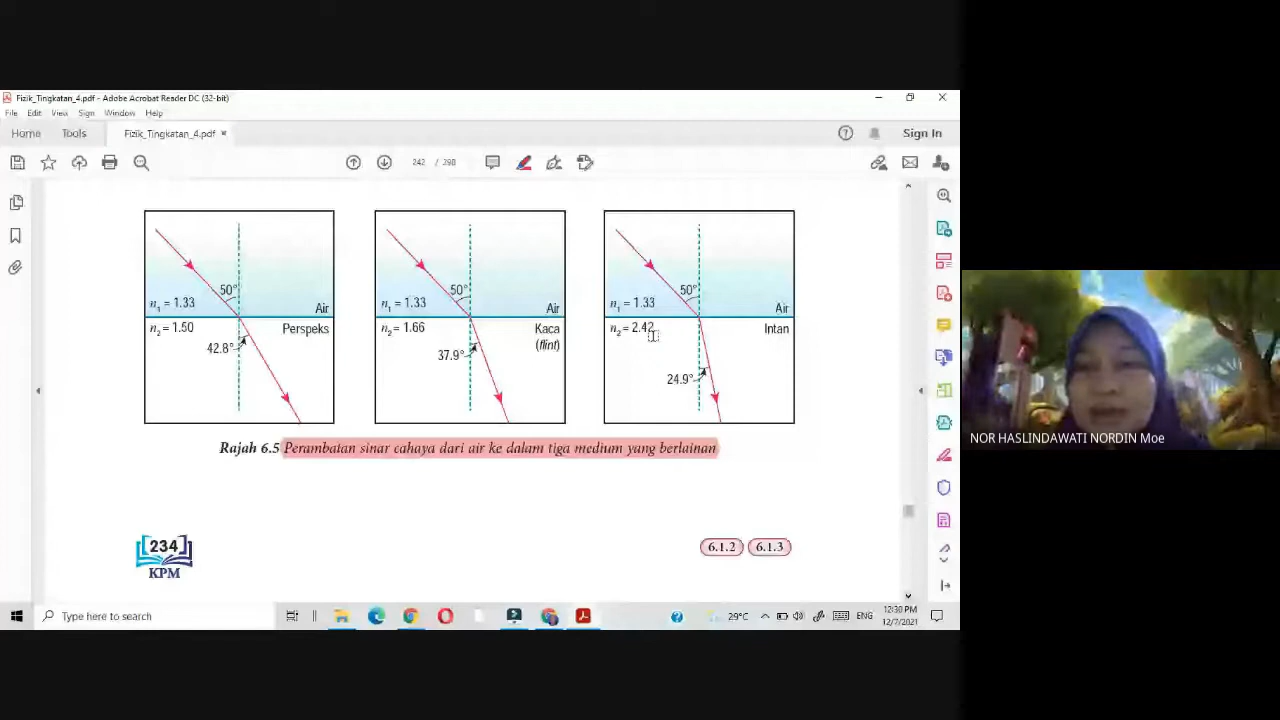 Fizik_Tingkatan_4.pdf - Adobe Acrobat Reader DC (32-bit)
File Edit View Sign Window Help
Home Tools Fizik_Tingkatan_4.pdf × Sign In
242 / 298
50° 50° 50°
n₁ = 1.33 Air n₁ = 1.33 Air n₁ = 1.33 Air
n₂ = 1.50 Perspeks n₂ = 1.66 Kaca n₂ = 2.42 Intan
(flint)
42.8° 37.9° 24.9°
Rajah 6.5 Perambatan sinar cahaya dari air ke dalam tiga medium yang berlainan
234 6.1.2 6.1.3
KPM
NOR HASLINDAWATI NORDIN Moe
Type here to search 29°C ENG 12:30 PM
12/7/2021